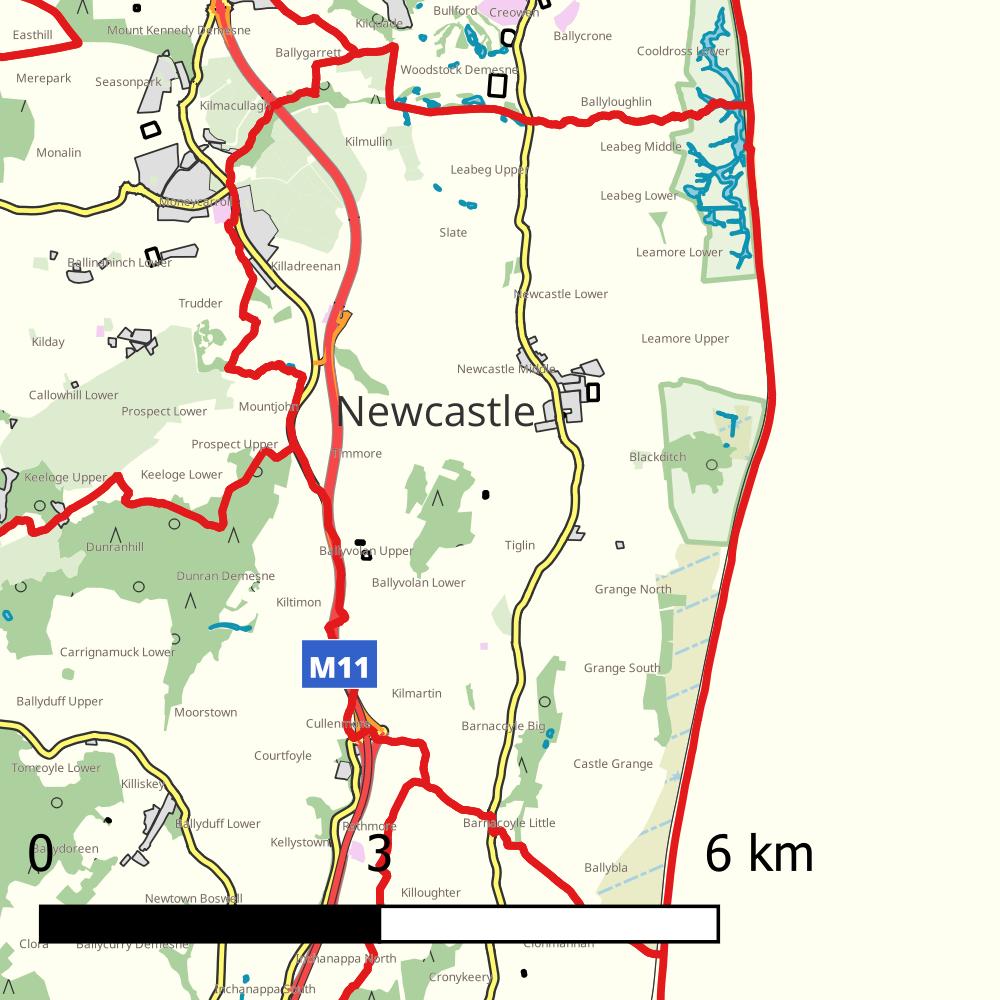 Bullford
Creowen
Kilquade
Mount Kennedy Demesne
Easthill
Ballycrone
Ballygarrett
Cooldross Lower
Woodstock Demesne
Merepark
Seasonpark
Kilmacullagh
Ballyloughlin
Kilmullin
Leabeg Middle
Monalin
Leabeg Upper
Leabeg Lower
Moneycarroll
Slate
Leamore Lower
Ballinahinch Lower
Killadreenan
Newcastle Lower
Trudder
Leamore Upper
Kilday
Newcastle Middle
Callowhill Lower
Prospect Lower
Mountjohn
Newcastle
Prospect Upper
Timmore
Blackditch
Keeloge Upper
Keeloge Lower
Dunranhill
Ballyvolan Upper
Tiglin
Dunran Demesne
Ballyvolan Lower
Grange North
Kiltimon
Carrignamuck Lower
M11
Grange South
Kilmartin
Ballyduff Upper
Moorstown
Cullenmore
Barnacoyle Big
Courtfoyle
Castle Grange
Tomcoyle Lower
Killiskey
Ballyduff Lower
Rathmore
Barnacoyle Little
Kellystown
Ballydoreen
0
3
6 km
Ballybla
Killoughter
Newtown Boswell
Clora
Ballycurry Demesne
Clonmannan
Inchanappa North
Cronykeery
Inchanappa South